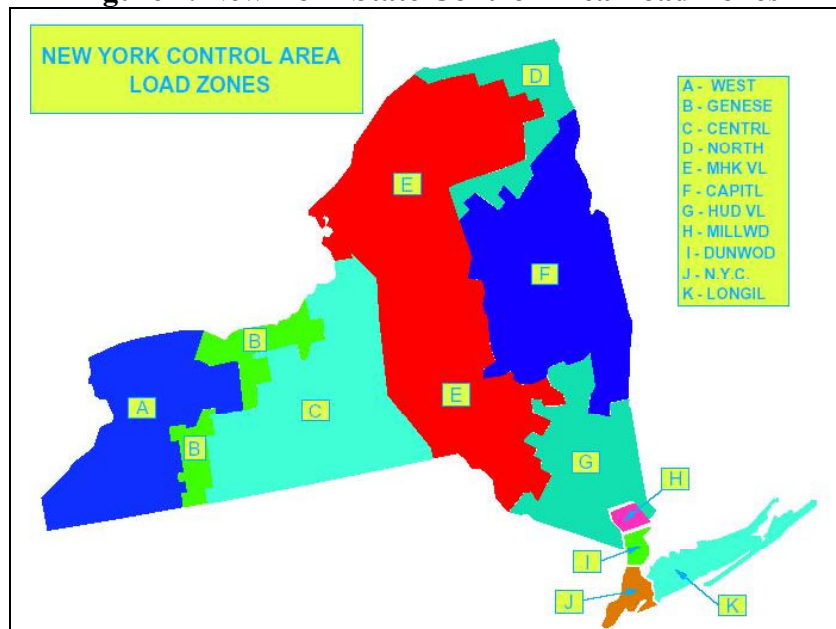 NEW YORK CONTROL AREA
LOAD ZONES
A - WEST
B - GENESE
C - CENTRL
D - NORTH
E - MHK VL
F - CAPITL
G - HUD VL
H - MILLWD
I - DUNWOD
J - N.Y.C.
K - LONGIL
D
E
F
B
A
C
E
B
G
H
I
J
K